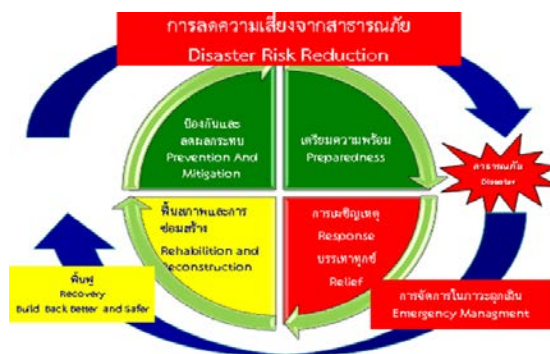 การลดความเสี่ยงจากสาธารณภัย
Disaster Risk Reduction
ป้องกันและ
ลดผลกระทบ
Prevention And
Mitigation
เตรียมความพร้อม
Preparedness
สาธารณภัย
Disaster
ฟื้นสภาพและการ
ซ่อมสร้าง
Rehabilition and
Reconstruction
การเผชิญเหตุ
Response
บรรเทาทุกข์
Relief
ฟื้นฟู
Recovery
Build Back Better and Safer
การจัดการในภาวะฉุกเฉิน
Emergency Managment